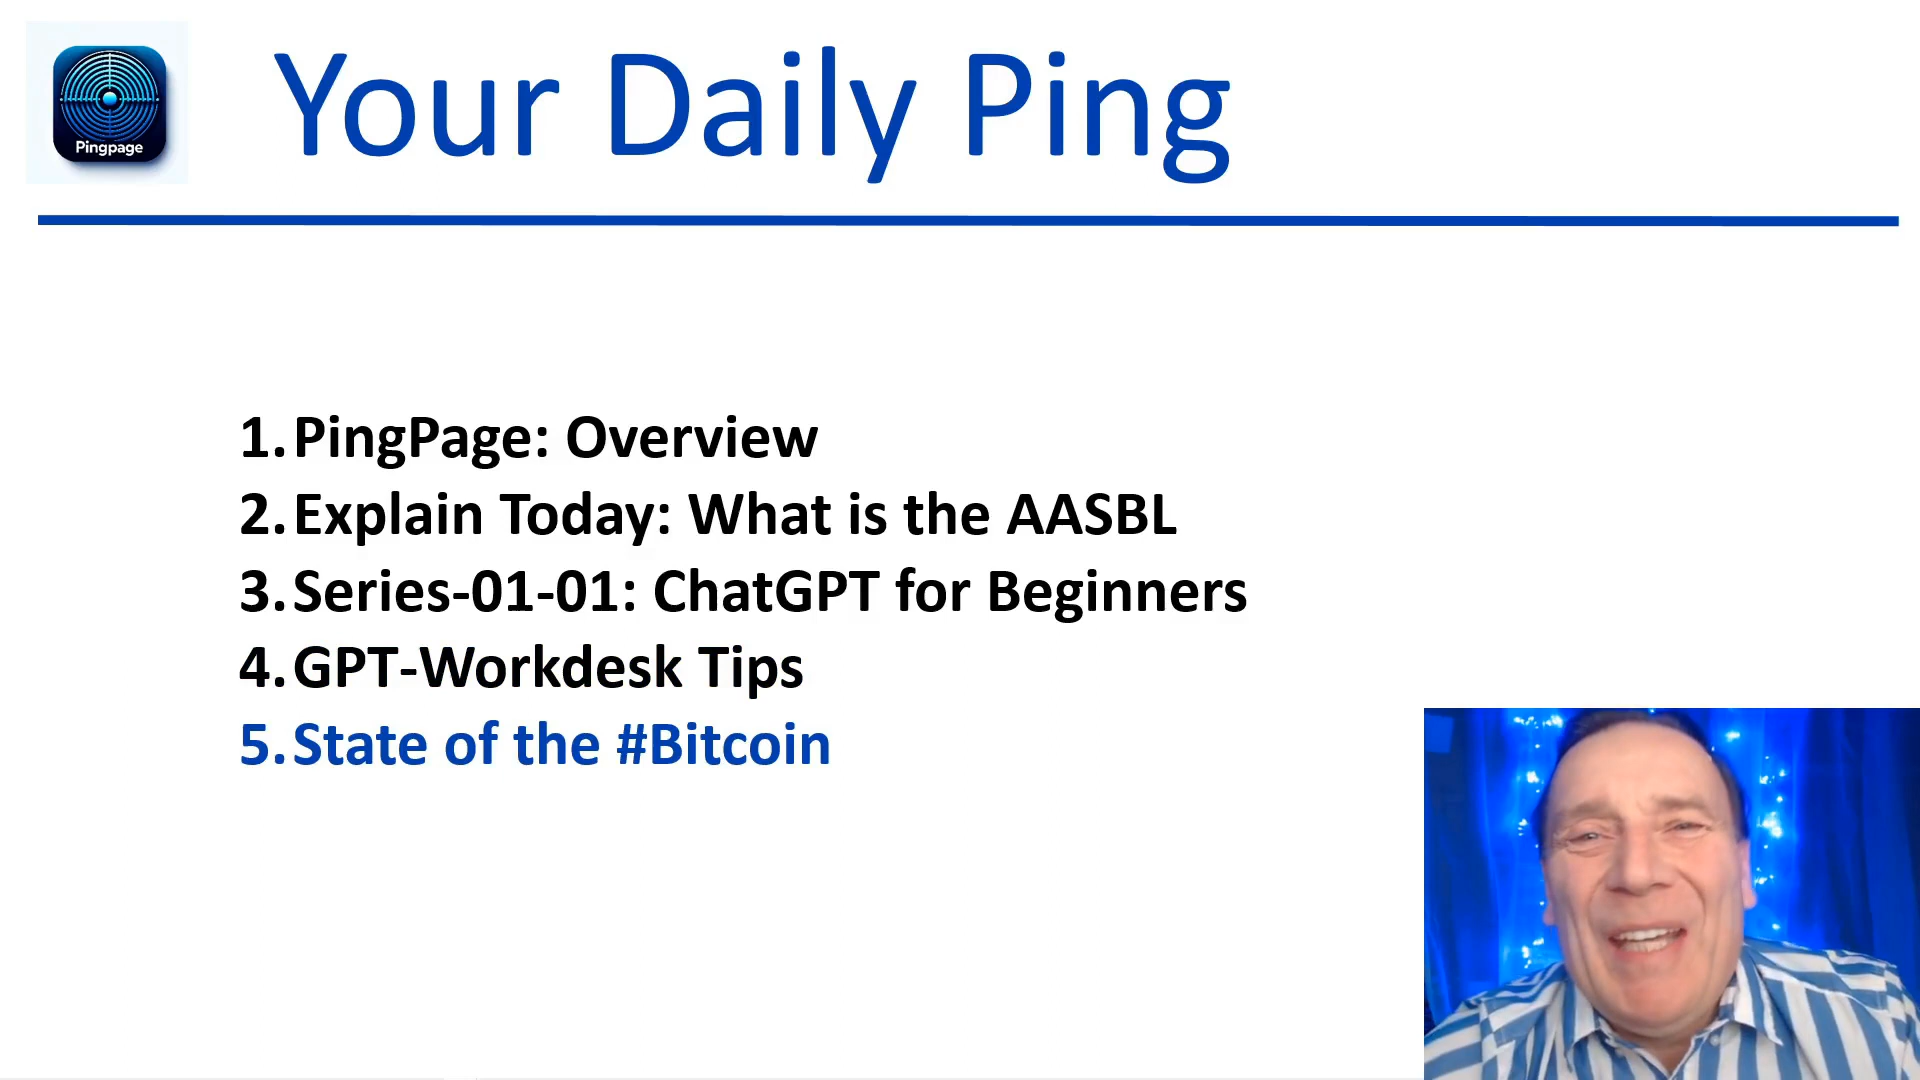 Pingpage
Your Daily Ping
1. PingPage: Overview
2. Explain Today: What is the AASBL
3. Series-01-01: ChatGPT for Beginners
4. GPT-Workdesk Tips
5. State of the #Bitcoin